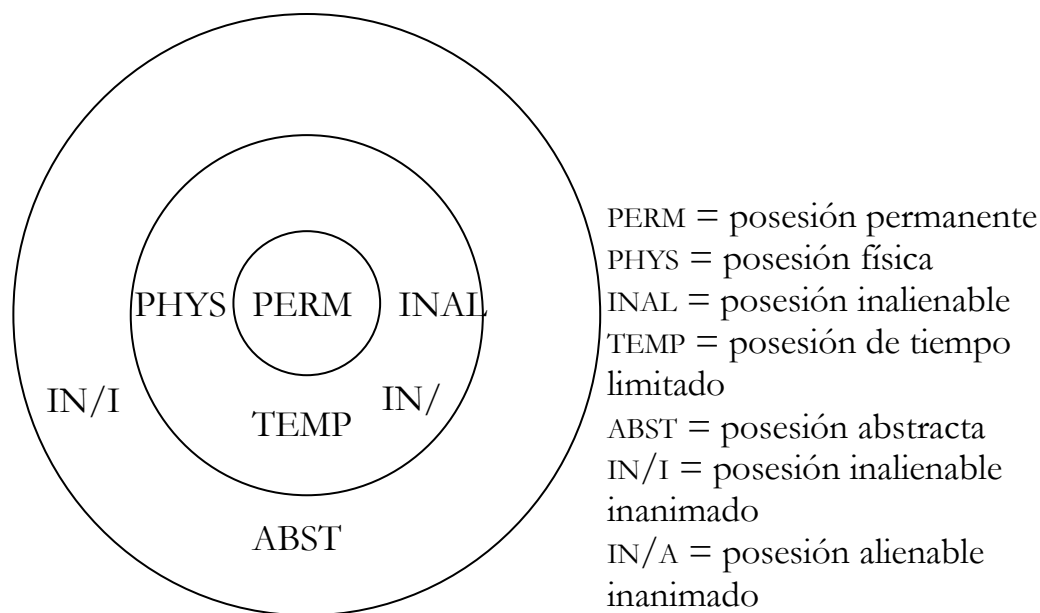 PHYS PERM INAL
IN/I IN/
TEMP
ABST
PERM = posesión permanente
PHYS = posesión física
INAL = posesión inalienable
TEMP = posesión de tiempo
limitado
ABST = posesión abstracta
IN/I = posesión inalienable
inanimado
IN/A = posesión alienable
inanimado